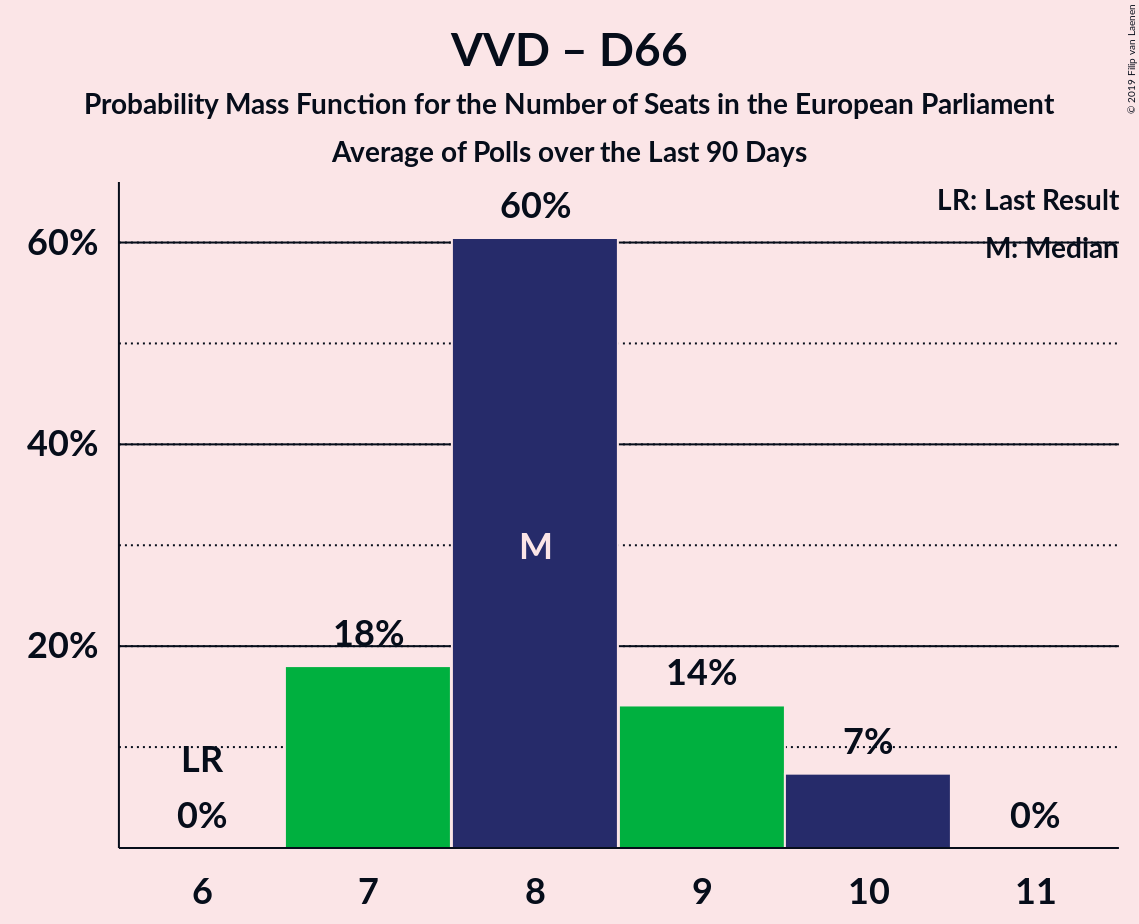 VVD – D66
Probability Mass Function for the Number of Seats in the European Parliament
Average of Polls over the Last 90 Days
© 2019 Filip van Laenen
LR: Last Result
M: Median
60%
60%
40%
M
20%
18%
14%
LR
7%
0%
0%
6 7 8 9 10 11